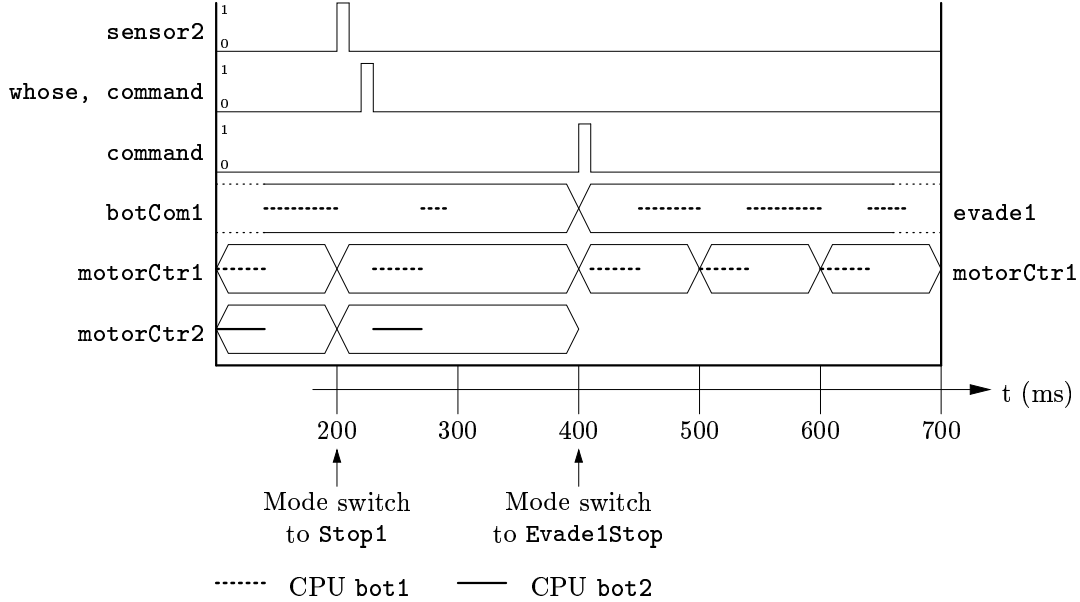 1
sensor2
0
1
whose, command
0
1
command
0
botCom1 evade1
motorCtr1 motorCtr1
motorCtr2
t (ms)
200 300 400 500 600 700
Mode switch Mode switch
to Stop1 to Evade1Stop
CPU bot1 CPU bot2